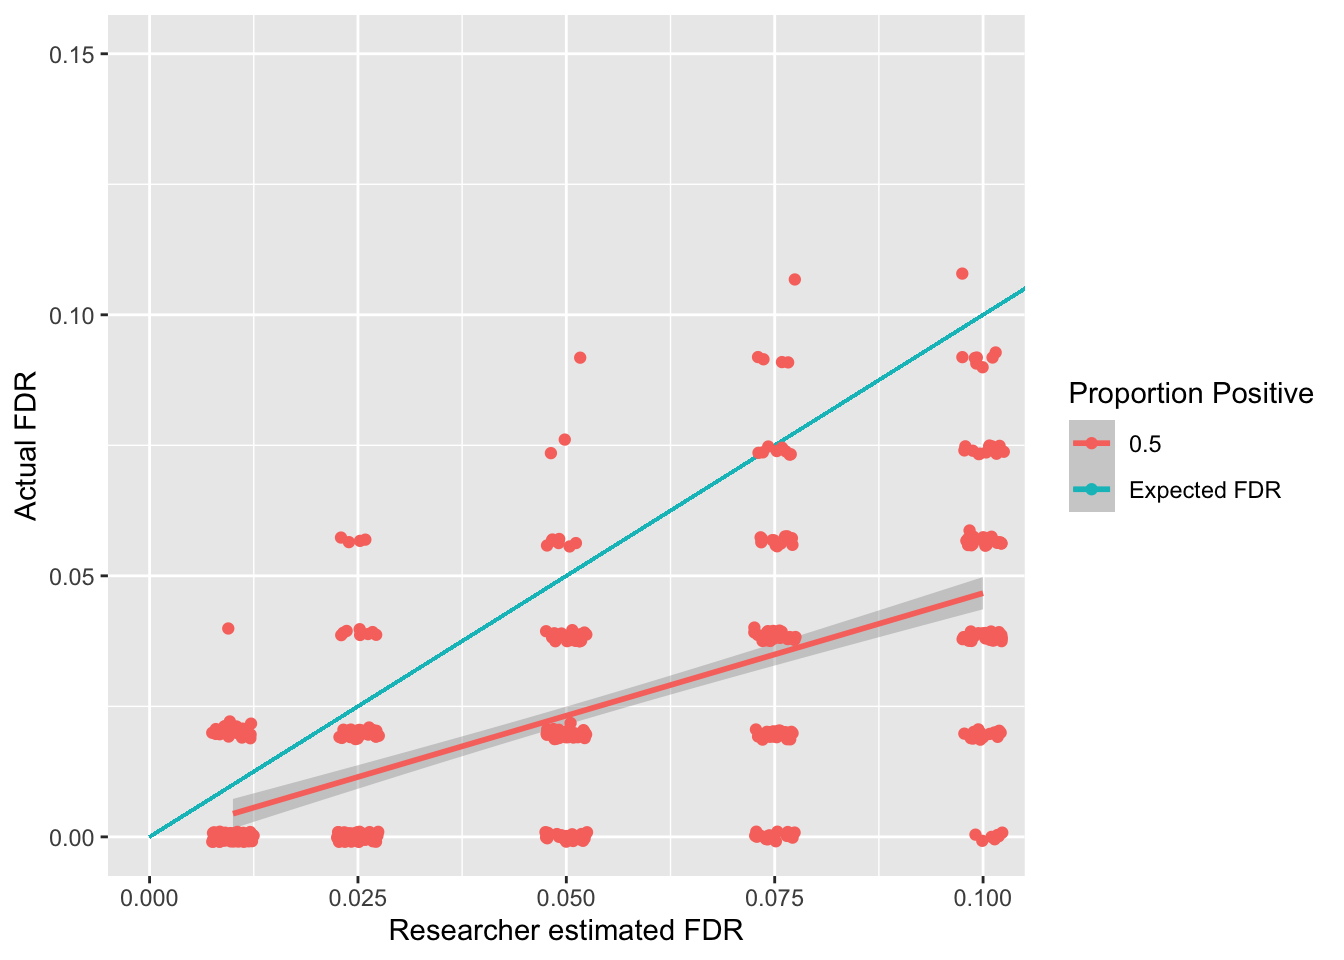 0.15
0.10
0.05
0.00
Actual FDR
0.000 0.025 0.050 0.075 0.100
Researcher estimated FDR
Proportion Positive
0.5
Expected FDR